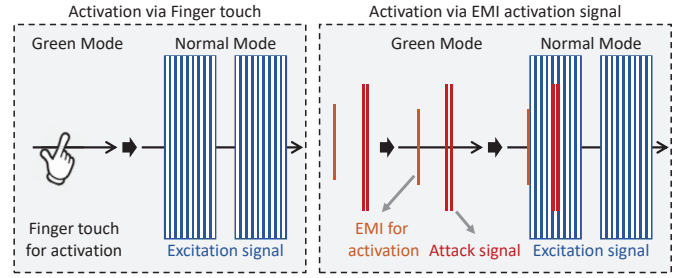 Activation via Finger touch
Green Mode
Normal Mode
Finger touch
for activation
Excitation signal
Activation via EMI activation signal
Green Mode
Normal Mode
EMI for
activation
Attack signal
Excitation signal